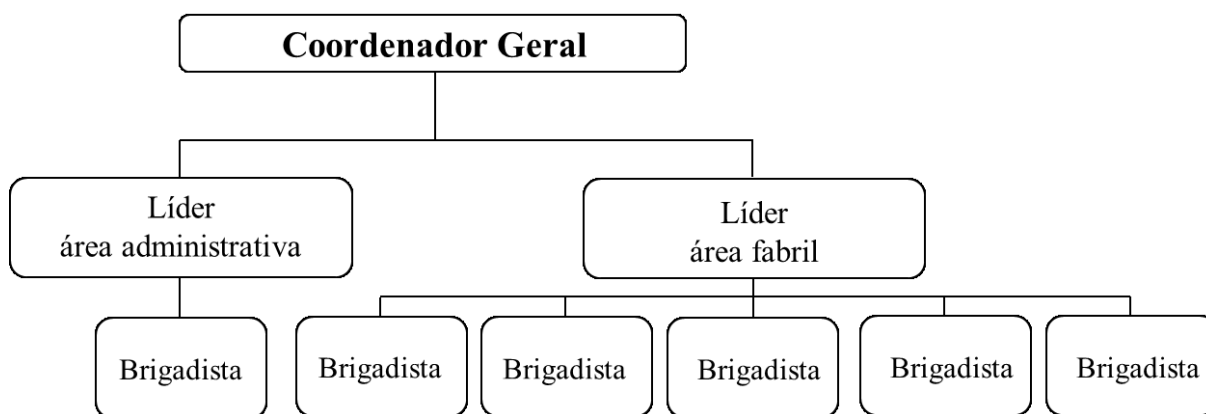 Coordenador Geral
Líder
área administrativa
Líder
área fabril
Brigadista
Brigadista
Brigadista
Brigadista
Brigadista
Brigadista